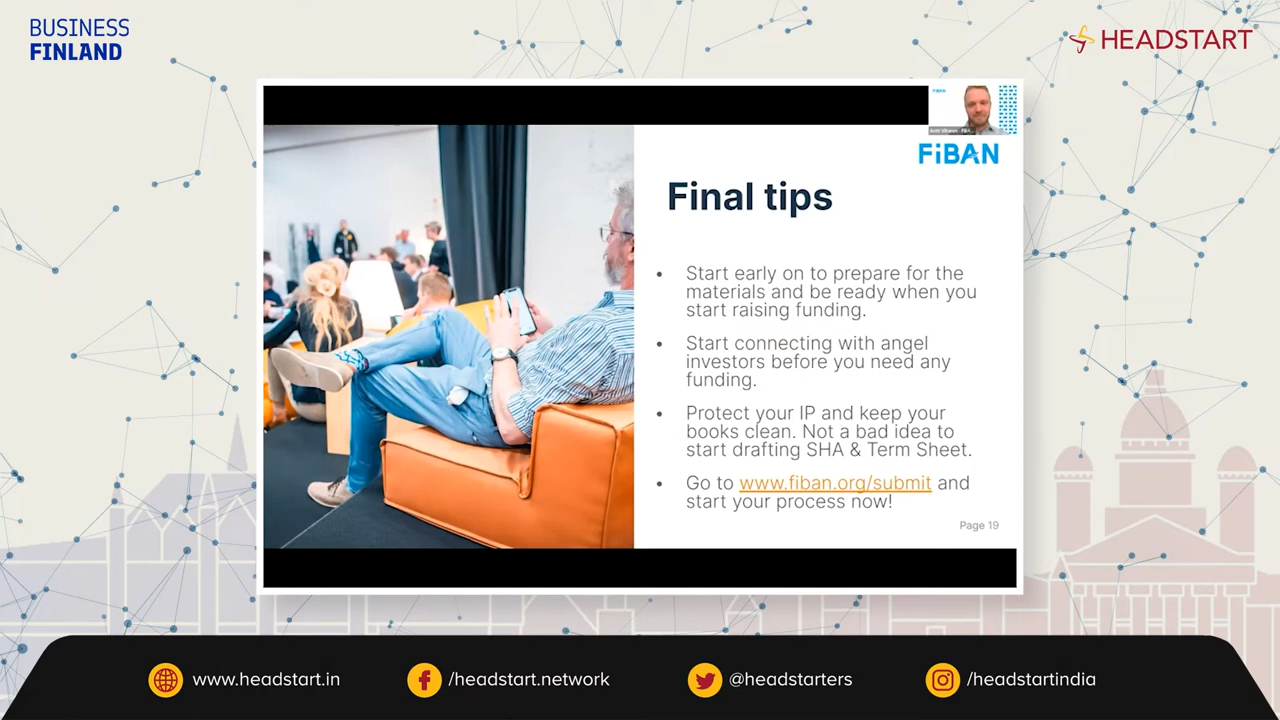 BUSINESS
FINLAND
HEADSTART
FiBAN
Final tips
• Start early on to prepare for the
materials and be ready when you
start raising funding.
• Start connecting with angel
investors before you need any
funding.
• Protect your IP and keep your
books clean. Not a bad idea to
start drafting SHA & Term Sheet.
• Go to www.fiban.org/submit and
start your process now!
Page 19
www.headstart.in
/headstart.network
@headstarters
/headstartindia